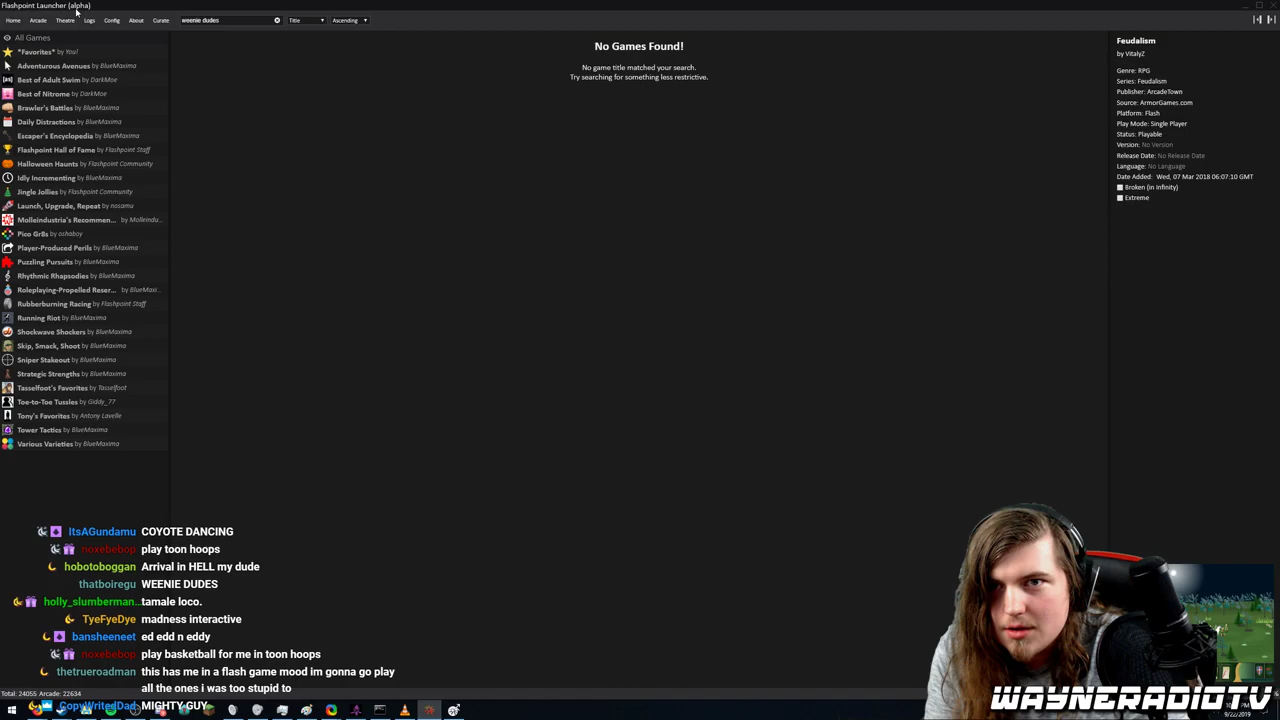 Flashpoint Launcher (alpha)
Home Arcade Theatre Logs Config About Curate weenie dudes Title Ascending
All Games
*Favorites* by You!
Adventurous Avenues by BlueMaxima
Best of Adult Swim by DarkMoe
Best of Nitrome by DarkMoe
Brawler's Battles by BlueMaxima
Daily Distractions by BlueMaxima
Escaper's Encyclopedia by BlueMaxima
Flashpoint Hall of Fame by Flashpoint Staff
Halloween Haunts by Flashpoint Community
Idly Incrementing by BlueMaxima
Jingle Jollies by Flashpoint Community
Launch, Upgrade, Repeat by nosamu
Molleindustria's Recommen... by Molleindu...
Pico Gr8s by oshaboy
Player-Produced Perils by BlueMaxima
Puzzling Pursuits by BlueMaxima
Rhythmic Rhapsodies by BlueMaxima
Roleplaying-Propelled Reser... by BlueMaxi...
Rubberburning Racing by Flashpoint Staff
Running Riot by BlueMaxima
Shockwave Shockers by BlueMaxima
Skip, Smack, Shoot by BlueMaxima
Sniper Stakeout by BlueMaxima
Strategic Strengths by BlueMaxima
Tasselfoot's Favorites by Tasselfoot
Toe-to-Toe Tussles by Giddy_77
Tony's Favorites by Antony Lavelle
Tower Tactics by BlueMaxima
Various Varieties by BlueMaxima
No Games Found!
No game title matched your search.
Try searching for something less restrictive.
Feudalism
by VitalyZ
Genre: RPG
Series: Feudalism
Publisher: ArcadeTown
Source: ArmorGames.com
Platform: Flash
Play Mode: Single Player
Status: Playable
Version: No Version
Release Date: No Release Date
Language: No Language
Date Added: Wed, 07 Mar 2018 06:07:10 GMT
Broken (in Infinity)
Extreme
ItsAGundamu COYOTE DANCING
noxebebop play toon hoops
hobotoboggan Arrival in HELL my dude
thatboiregu WEENIE DUDES
holly_slumberman... tamale loco.
TyeFyeDye madness interactive
bansheeneet ed edd n eddy
noxebebop play basketball for me in toon hoops
thetrueroadman this has me in a flash game mood im gonna go play
all the ones i was too stupid to
CopyWritedDad MIGHTY GUY
Total: 24055 Arcade: 22634
WAYNERADIOTV
9/22/2019